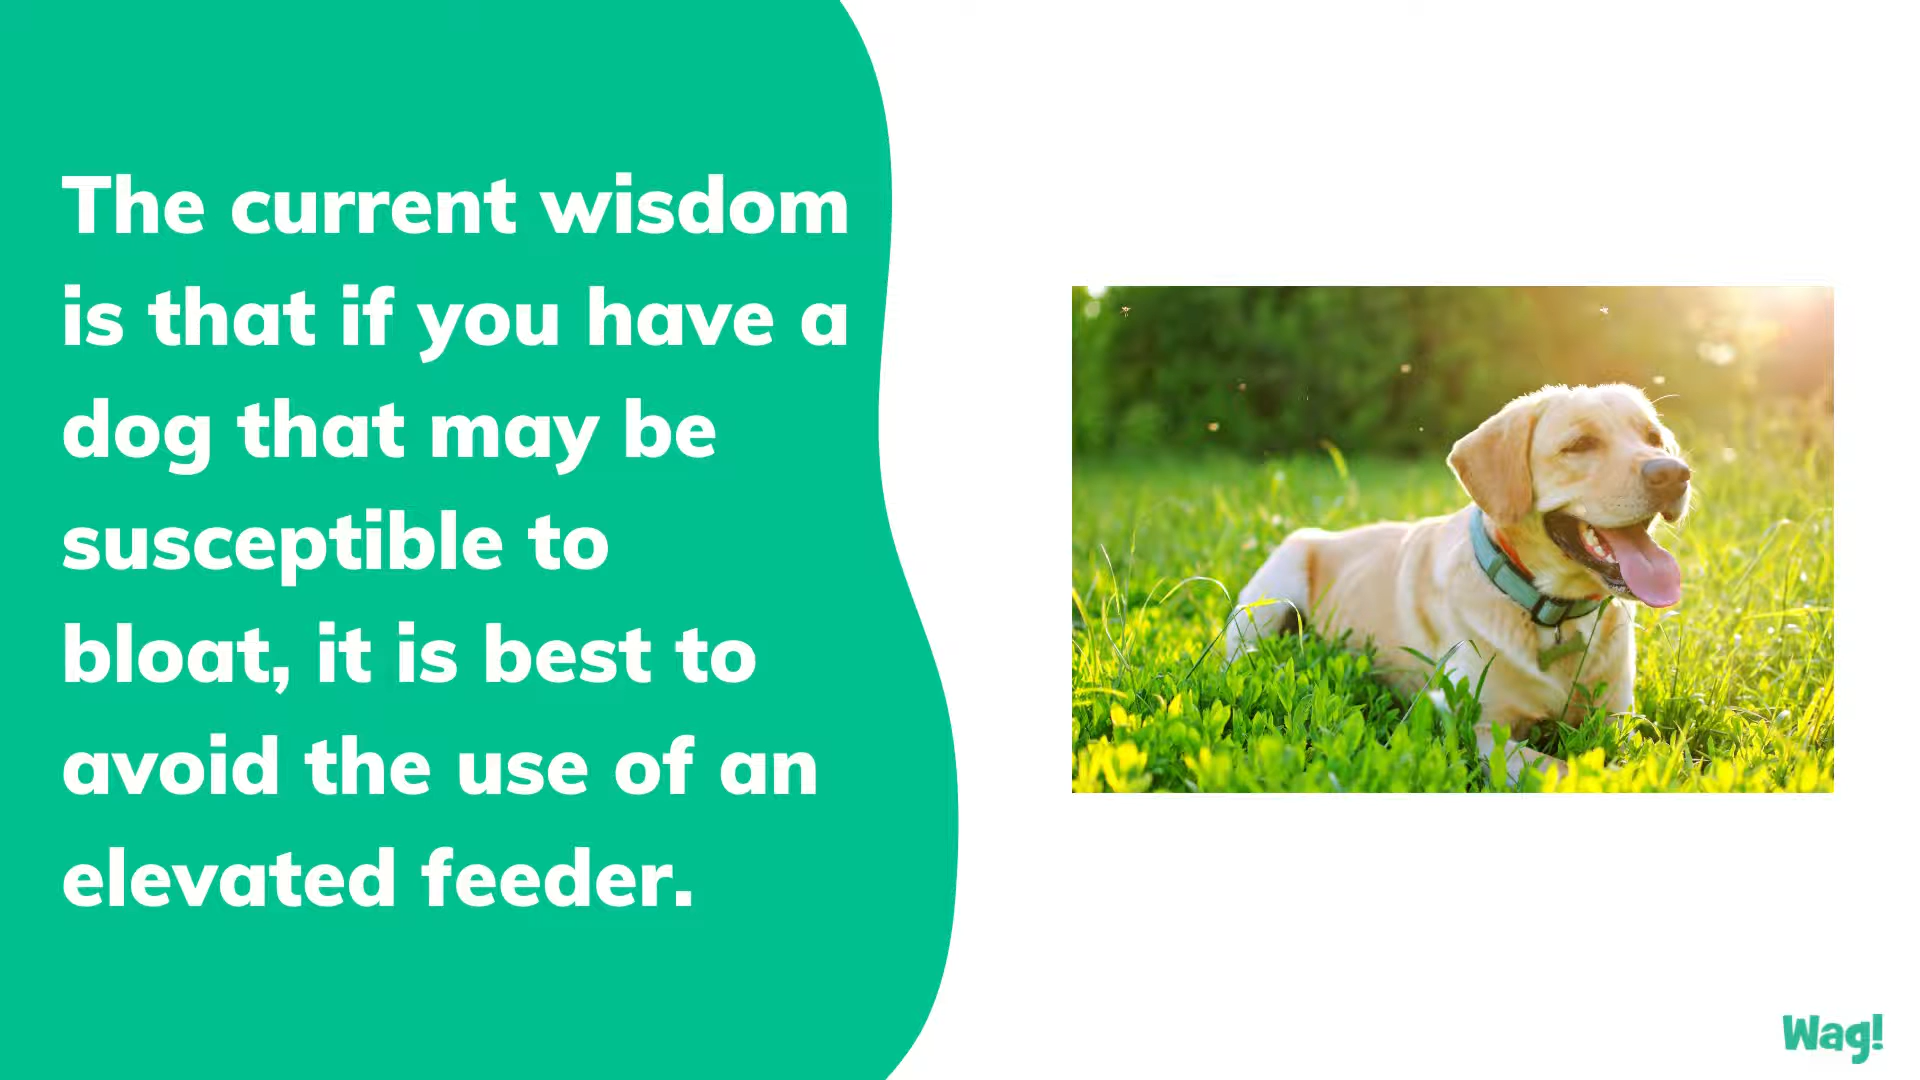 The current wisdom
is that if you have a
dog that may be
susceptible to
bloat, it is best to
avoid the use of an
elevated feeder.
Wag!